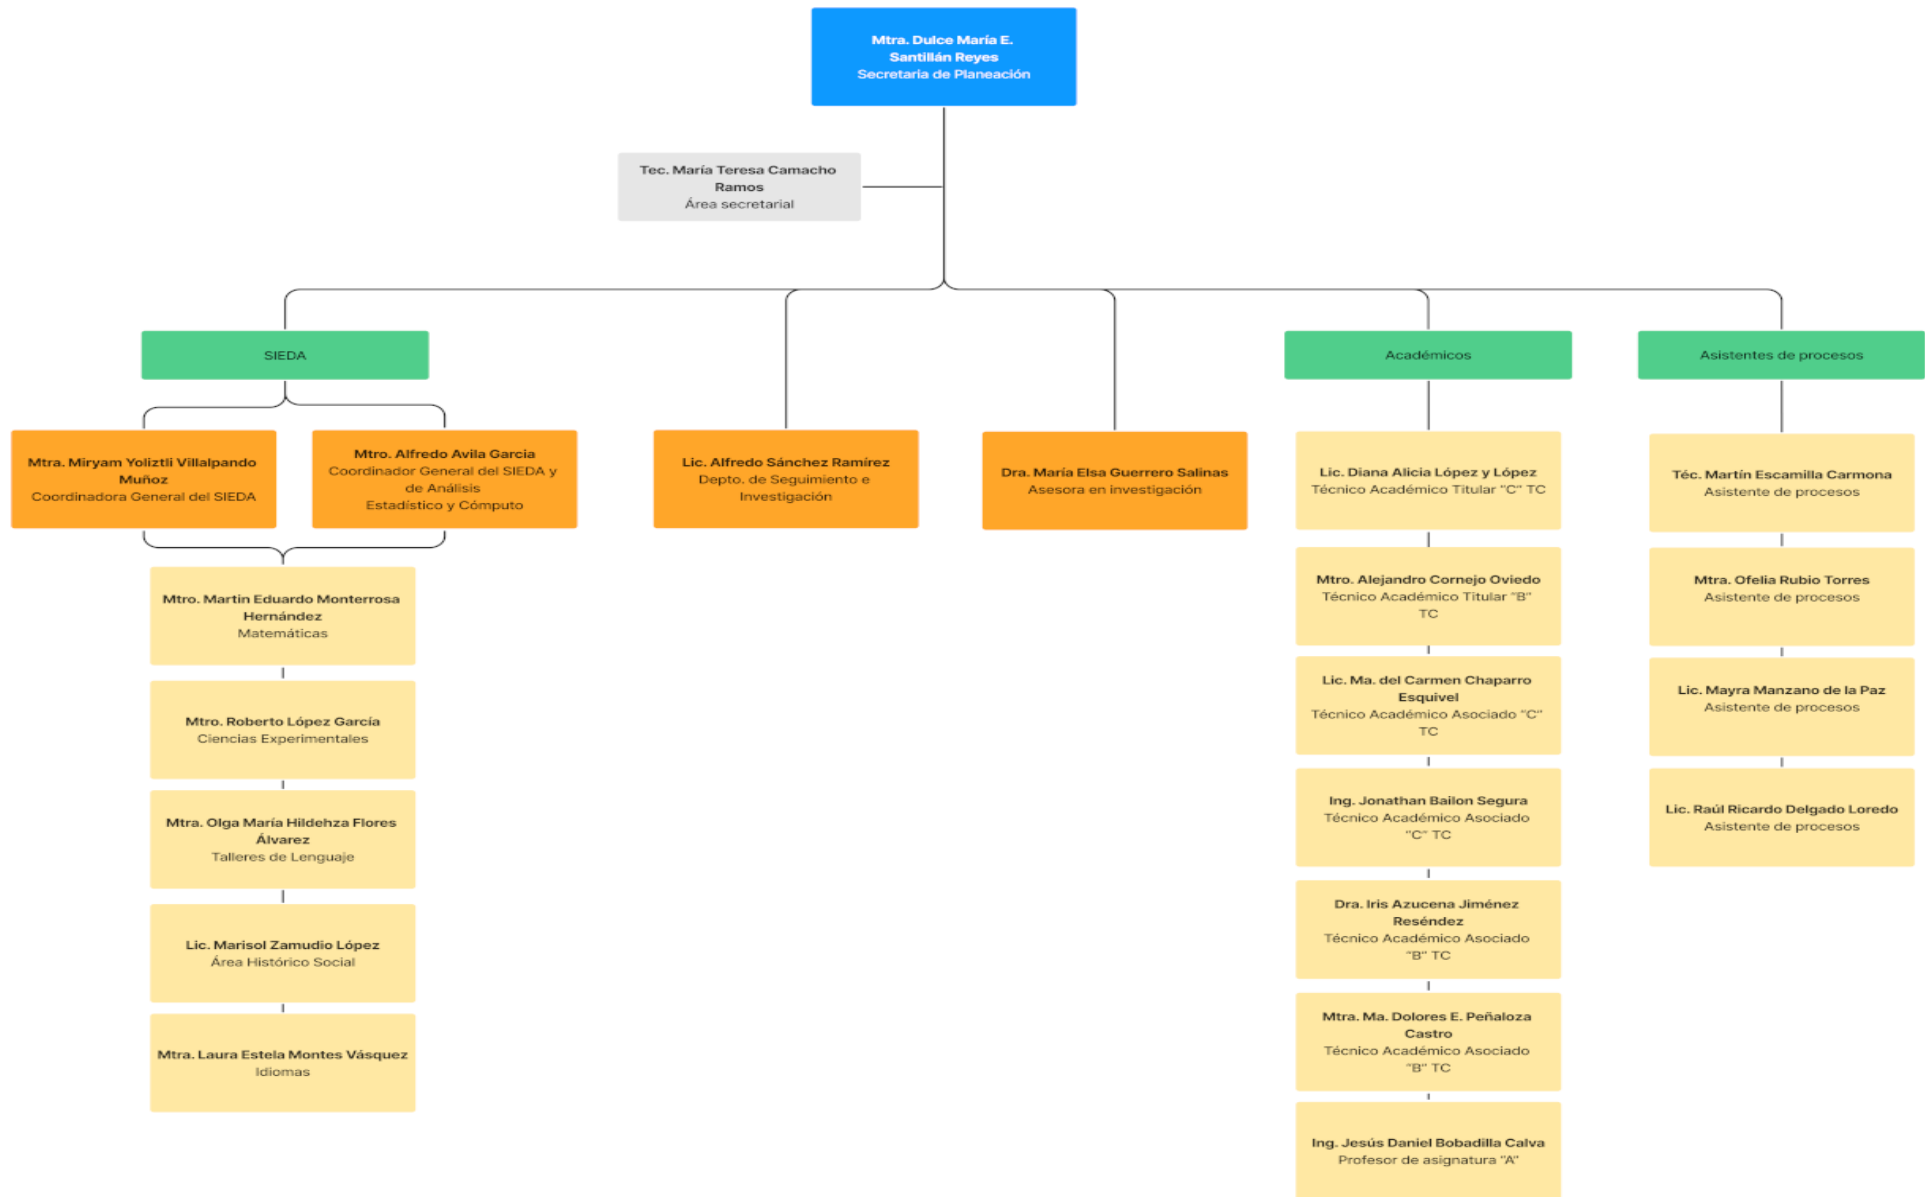 Mtra. Dulce María E.
Santillán Reyes
Secretaria de Planeación
Tec. María Teresa Camacho
Ramos
Área secretarial
SIEDA
Académicos
Asistentes de procesos
Mtra. Miryam Yoliztli Villalpando
Muñoz
Coordinadora General del SIEDA
Mtro. Alfredo Avila Garcia
Coordinador General del SIEDA y
de Análisis
Estadístico y Cómputo
Lic. Alfredo Sánchez Ramírez
Depto. de Seguimiento e
Investigación
Dra. María Elsa Guerrero Salinas
Asesora en investigación
Lic. Diana Alicia López y López
Técnico Académico Titular "C" TC
Téc. Martín Escamilla Carmona
Asistente de procesos
Mtro. Martin Eduardo Monterrosa
Hernández
Matemáticas
Mtro. Alejandro Cornejo Oviedo
Técnico Académico Titular "B"
TC
Mtra. Ofelia Rubio Torres
Asistente de procesos
Mtro. Roberto López García
Ciencias Experimentales
Lic. Ma. del Carmen Chaparro
Esquivel
Técnico Académico Asociado "C"
TC
Lic. Mayra Manzano de la Paz
Asistente de procesos
Mtra. Olga María Hildehza Flores
Álvarez
Talleres de Lenguaje
Ing. Jonathan Bailon Segura
Técnico Académico Asociado
"C" TC
Lic. Raúl Ricardo Delgado Loredo
Asistente de procesos
Lic. Marisol Zamudio López
Área Histórico Social
Dra. Iris Azucena Jiménez
Reséndez
Técnico Académico Asociado
"B" TC
Mtra. Laura Estela Montes Vásquez
Idiomas
Mtra. Ma. Dolores E. Peñaloza
Castro
Técnico Académico Asociado
"B" TC
Ing. Jesús Daniel Bobadilla Calva
Profesor de asignatura "A"